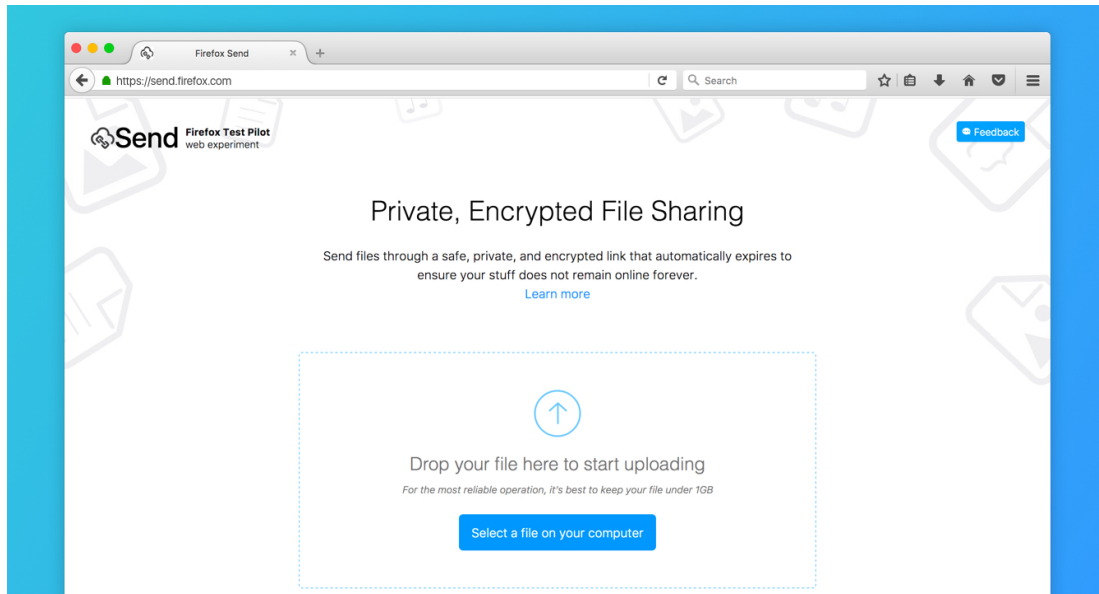 Firefox Send
https://send.firefox.com
Search
Send Firefox Test Pilot
web experiment
Feedback
Private, Encrypted File Sharing
Send files through a safe, private, and encrypted link that automatically expires to
ensure your stuff does not remain online forever.
Learn more
Drop your file here to start uploading
For the most reliable operation, it's best to keep your file under 1GB
Select a file on your computer